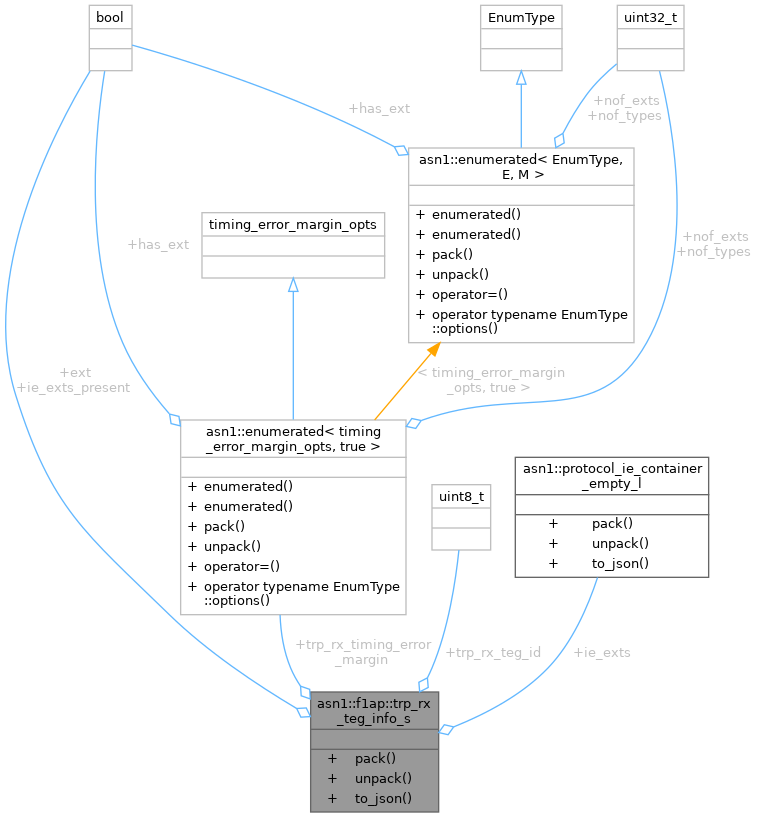 bool
EnumType
uint32_t
+has_ext
+nof_exts
+nof_types
asn1::enumerated< EnumType,
E, M >
+ enumerated()
+ enumerated()
+ pack()
+ unpack()
+ operator=()
+ operator typename EnumType
::options()
timing_error_margin_opts
+has_ext
+nof_exts
+nof_types
+ext
+ie_exts_present
< timing_error_margin
_opts, true >
asn1::enumerated< timing
_error_margin_opts, true >
+ enumerated()
+ enumerated()
+ pack()
+ unpack()
+ operator=()
+ operator typename EnumType
::options()
uint8_t
asn1::protocol_ie_container
_empty_l
+ pack()
+ unpack()
+ to_json()
+trp_rx_timing_error
_margin
+trp_rx_teg_id
+ie_exts
asn1::f1ap::trp_rx
_teg_info_s
+ pack()
+ unpack()
+ to_json()